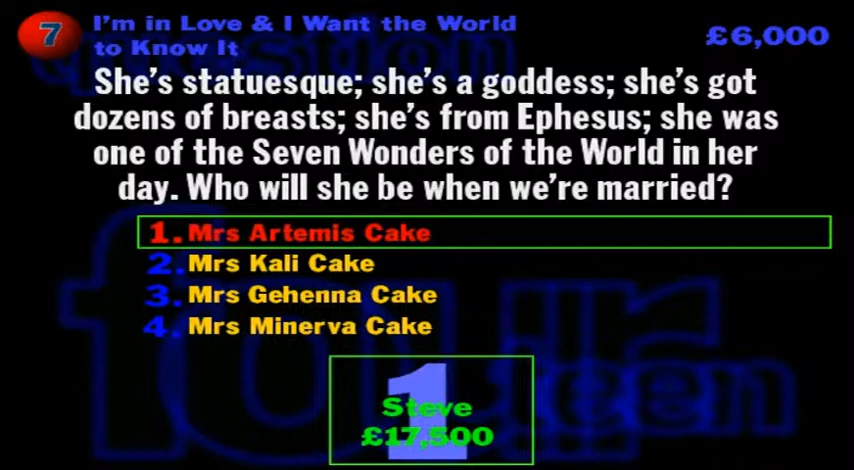 7
I'm in Love & I Want the World
to Know It
£6,000
She's statuesque; she's a goddess; she's got
dozens of breasts; she's from Ephesus; she was
one of the Seven Wonders of the World in her
day. Who will she be when we're married?
1. Mrs Artemis Cake
2. Mrs Kali Cake
3. Mrs Gehenna Cake
4. Mrs Minerva Cake
1
Steve
£17,500
question
four